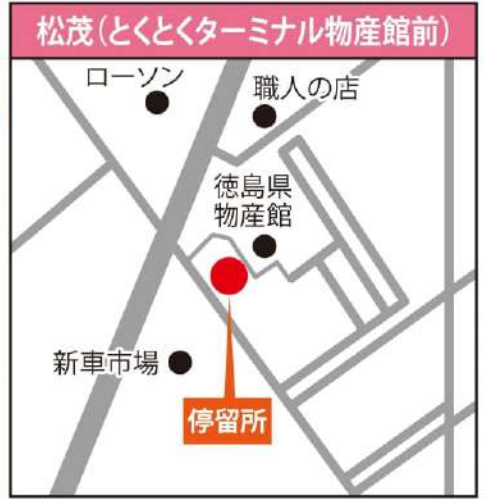 松茂（とくとくターミナル物産館前）
ローソン
職人の店
徳島県
物産館
新車市場
停留所